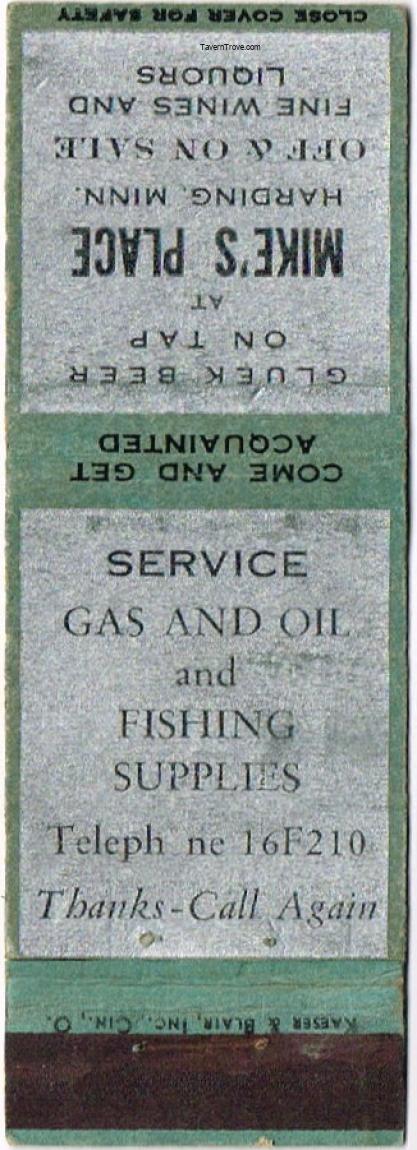 CLOSE COVER FOR SAFETY
TavernTrove.com
GLUEK BEER
ON TAP
AT
MIKE'S PLACE
HARDING, MINN.
OFF & ON SALE
FINE WINES AND
LIQUORS
COME AND GET
ACQUAINTED
SERVICE
GAS AND OIL
and
FISHING
SUPPLIES
Teleph ne 16F210
Thanks-Call Again
KAESER & BLAIR, INC., CIN., O.